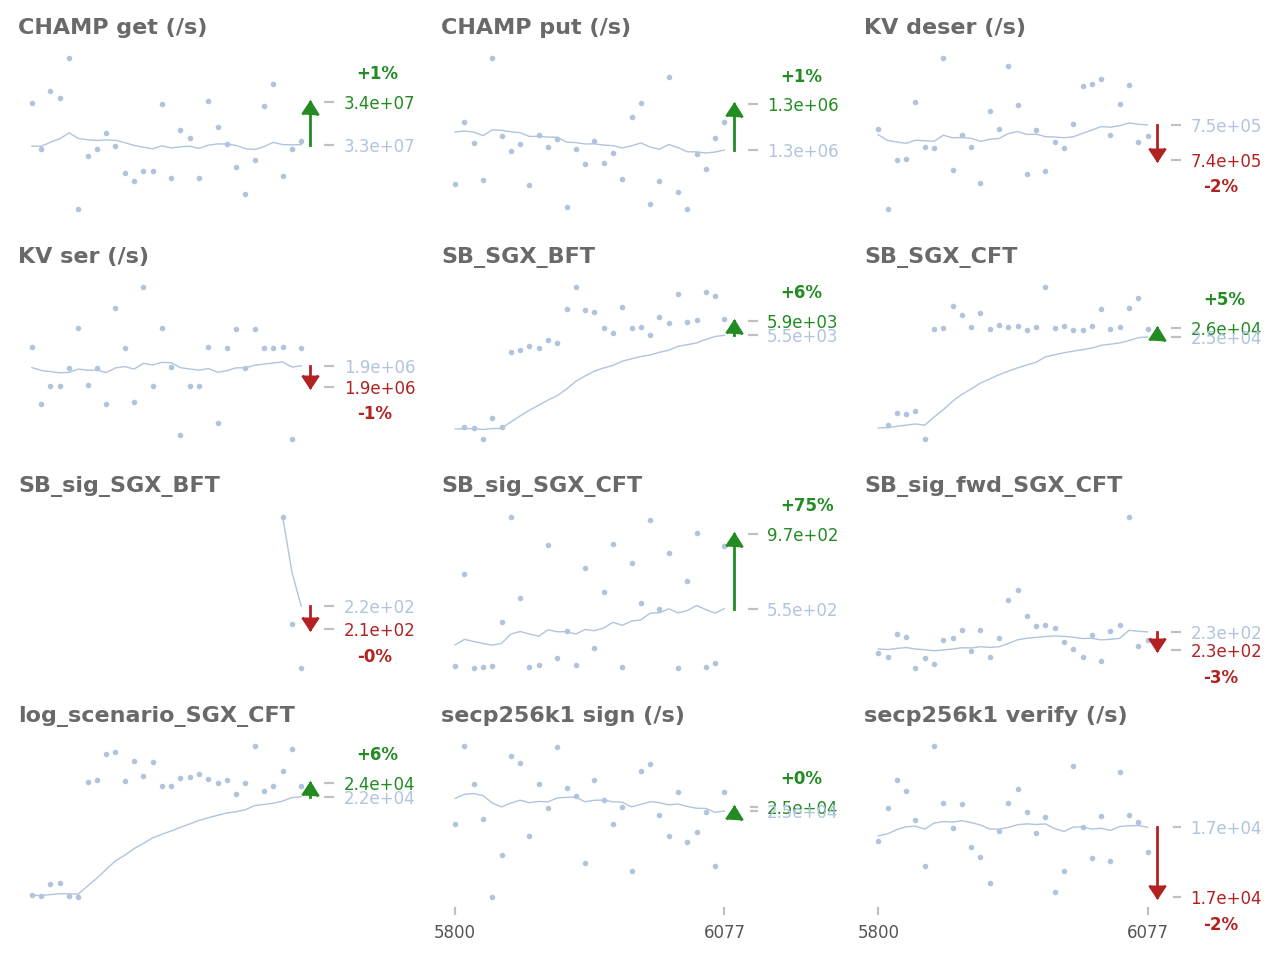 CHAMP get (/s)
+1%
3.4e+07
3.3e+07
CHAMP put (/s)
+1%
1.3e+06
1.3e+06
KV deser (/s)
7.5e+05
7.4e+05
-2%
KV ser (/s)
1.9e+06
1.9e+06
-1%
SB_SGX_BFT
+6%
5.9e+03
5.5e+03
SB_SGX_CFT
+5%
2.6e+04
2.5e+04
SB_sig_SGX_BFT
2.2e+02
2.1e+02
-0%
SB_sig_SGX_CFT
+75%
9.7e+02
5.5e+02
SB_sig_fwd_SGX_CFT
2.3e+02
2.3e+02
-3%
log_scenario_SGX_CFT
+6%
2.4e+04
2.2e+04
secp256k1 sign (/s)
+0%
2.5e+04
2.5e+04
5800
6077
secp256k1 verify (/s)
1.7e+04
1.7e+04
-2%
5800
6077